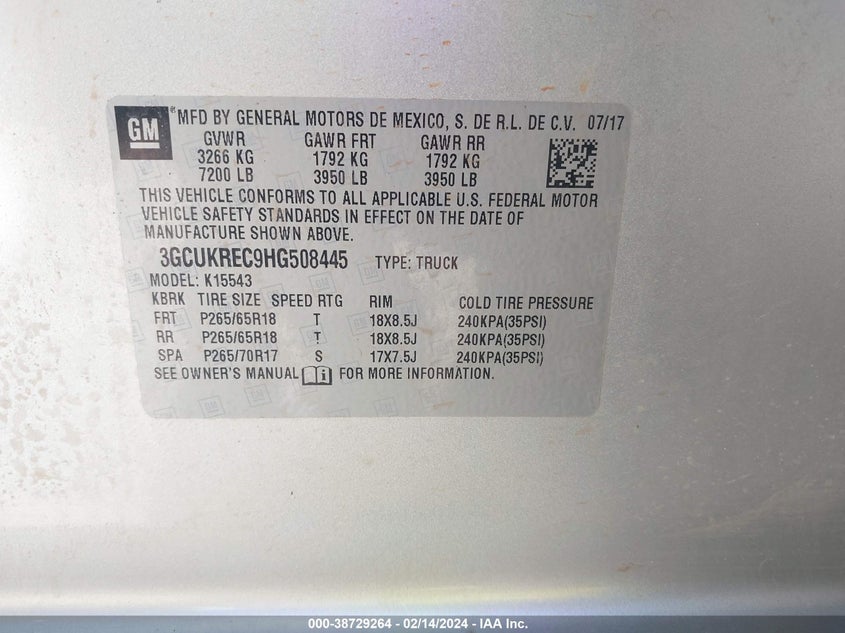 GM ® MFD BY GENERAL MOTORS DE MEXICO, S. DE R.L. DE C.V. 07/17
GVWR GAWR FRT GAWR RR
3266 KG 1792 KG 1792 KG
7200 LB 3950 LB 3950 LB
THIS VEHICLE CONFORMS TO ALL APPLICABLE U.S. FEDERAL MOTOR
VEHICLE SAFETY STANDARDS IN EFFECT ON THE DATE OF
MANUFACTURE SHOWN ABOVE.
3GCUKREC9HG508445 TYPE: TRUCK
MODEL: K15543
KBRK TIRE SIZE SPEED RTG RIM COLD TIRE PRESSURE
FRT P265/65R18 T 18X8.5J 240KPA(35PSI)
RR P265/65R18 T 18X8.5J 240KPA(35PSI)
SPA P265/70R17 S 17X7.5J 240KPA(35PSI)
SEE OWNER'S MANUAL i FOR MORE INFORMATION.
000-38729264 - 02/14/2024 - IAA Inc.